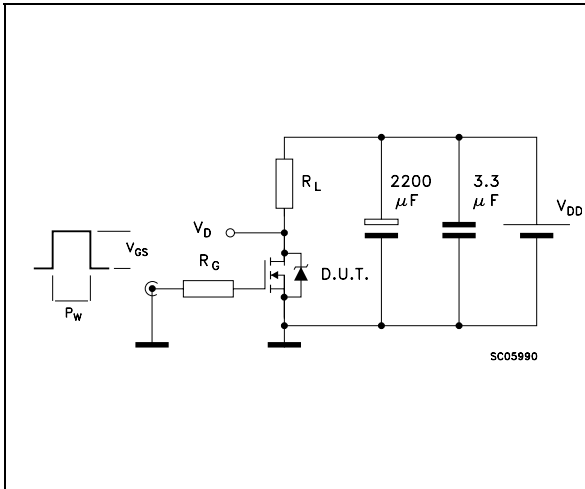 R_L
2200
μF
3.3
μF
V_DD
V_D
V_GS
R_G
D.U.T.
P_W
SC05990